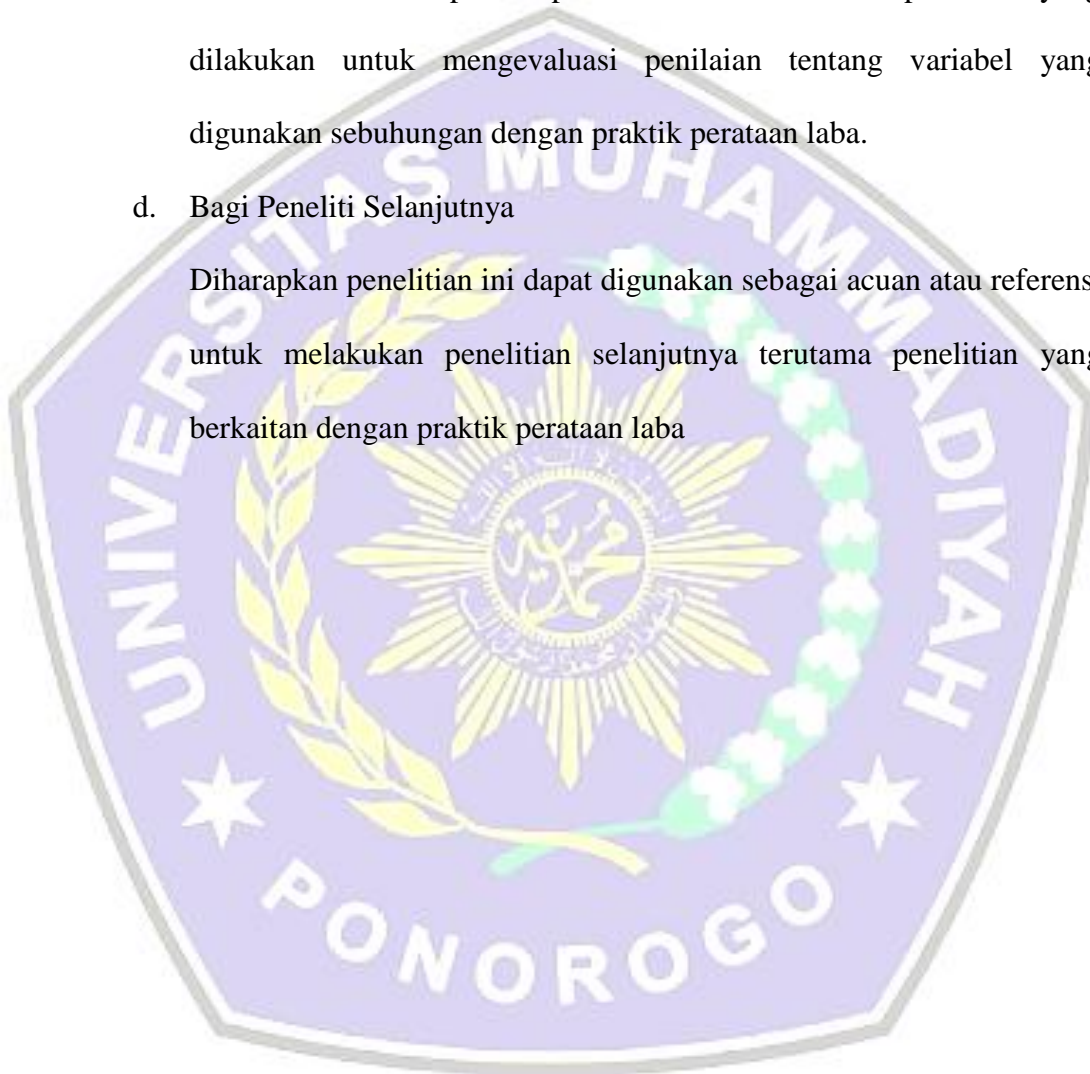 dilakukan untuk mengevaluasi penilaian tentang variabel yang
digunakan sebuhungan dengan praktik perataan laba.
d. Bagi Peneliti Selanjutnya
Diharapkan penelitian ini dapat digunakan sebagai acuan atau referens
untuk melakukan penelitian selanjutnya terutama penelitian yang
berkaitan dengan praktik perataan laba
UNIVERSITAS MUHAMMADIYAH
PONOROGO
محمدية